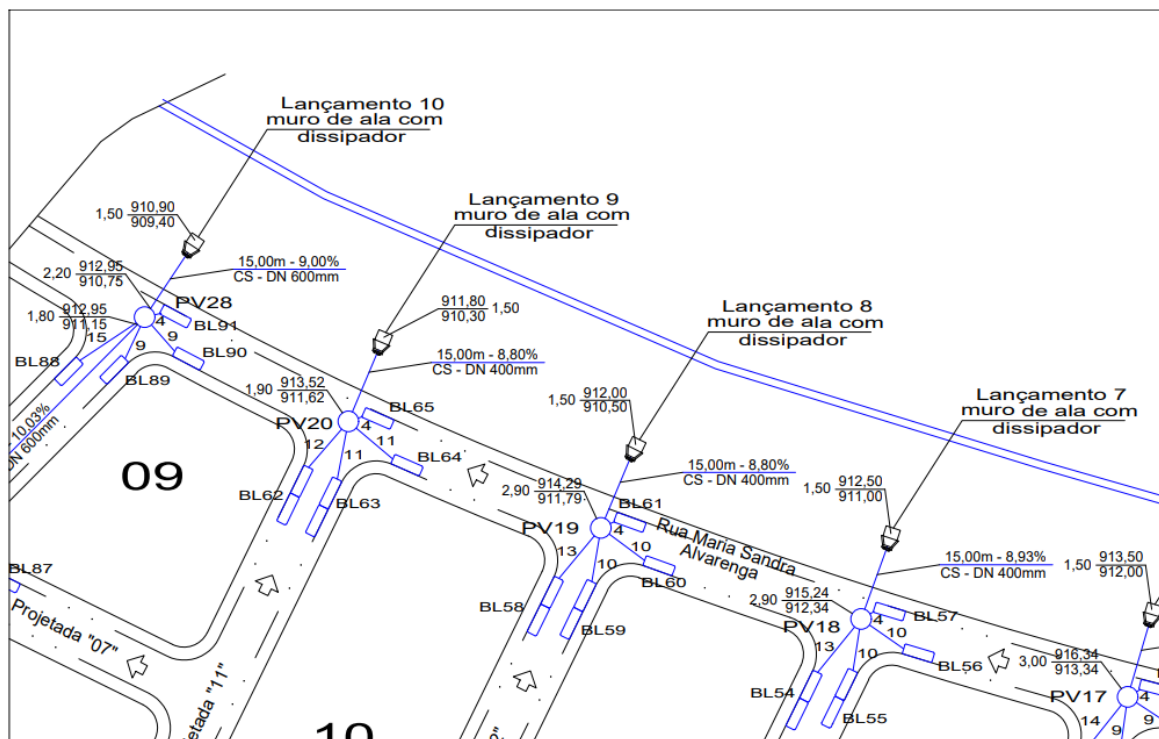 Lançamento 10
muro de ala com
dissipador
1,50 910,90
909,40
Lançamento 9
muro de ala com
dissipador
15,00m - 9,00%
CS - DN 600mm
2,20 912,95
910,75
PV28
1,80 912,95
911,15
4
BL91
15
9
9
BL90
BL88
BL89
911,80 1,50
910,30
Lançamento 8
muro de ala com
dissipador
15,00m - 8,80%
CS - DN 400mm
1,90 913,52
911,62
BL65
PV20
4
12
11
11
BL64
BL62
BL63
10,03%
DN 600mm
09
1,50 912,00
910,50
Lançamento 7
muro de ala com
dissipador
15,00m - 8,80%
CS - DN 400mm
2,90 914,29
911,79
BL61
PV19
4
13
10
10
BL60
BL58
BL59
Rua Maria Sandra
Alvarenga
1,50 912,50
911,00
15,00m - 8,93%
CS - DN 400mm
1,50 913,50
912,00
2,90 915,24
912,34
BL57
PV18
4
13
10
10
BL56
BL54
BL55
3,00 916,34
913,34
PV17
4
14
9
9
BL87
Projetada "07"
etada "11"
10